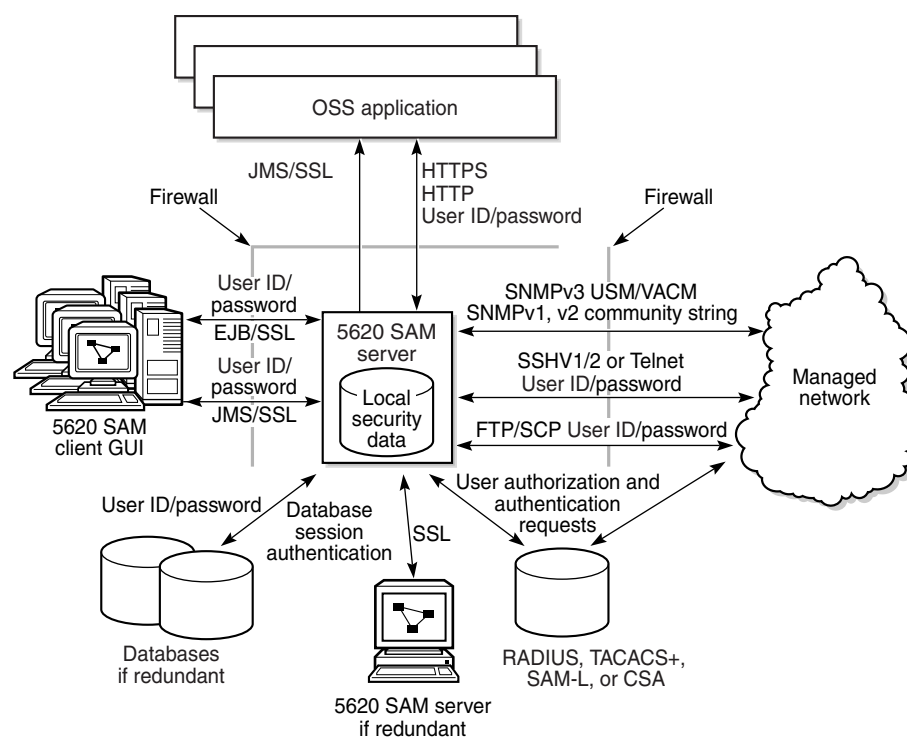 OSS application
JMS/SSL
HTTPS
HTTP
User ID/password
Firewall
Firewall
User ID/
password
EJB/SSL
User ID/
password
JMS/SSL
5620 SAM
client GUI
5620 SAM
server
Local
security
data
SNMPv3 USM/VACM
SNMPv1, v2 community string
SSHV1/2 or Telnet
User ID/password
FTP/SCP User ID/password
Managed
network
User ID/password
Database
session
authentication
SSL
User authorization and
authentication
requests
Databases
if redundant
5620 SAM server
if redundant
RADIUS, TACACS+,
SAM-L, or CSA